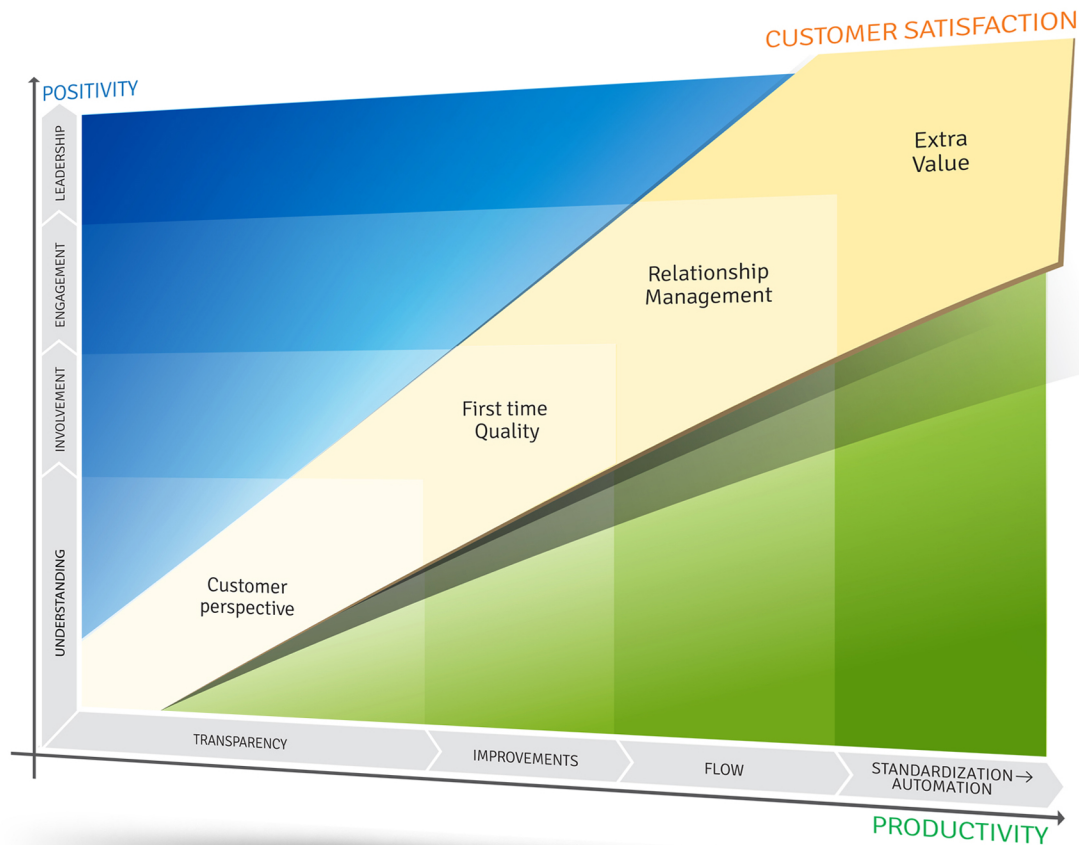 CUSTOMER SATISFACTION
POSITIVITY
LEADERSHIP
ENGAGEMENT
INVOLVEMENT
UNDERSTANDING
Extra
Value
Relationship
Management
First time
Quality
Customer
perspective
TRANSPARENCY
IMPROVEMENTS
FLOW
STANDARDIZATION→
AUTOMATION
PRODUCTIVITY